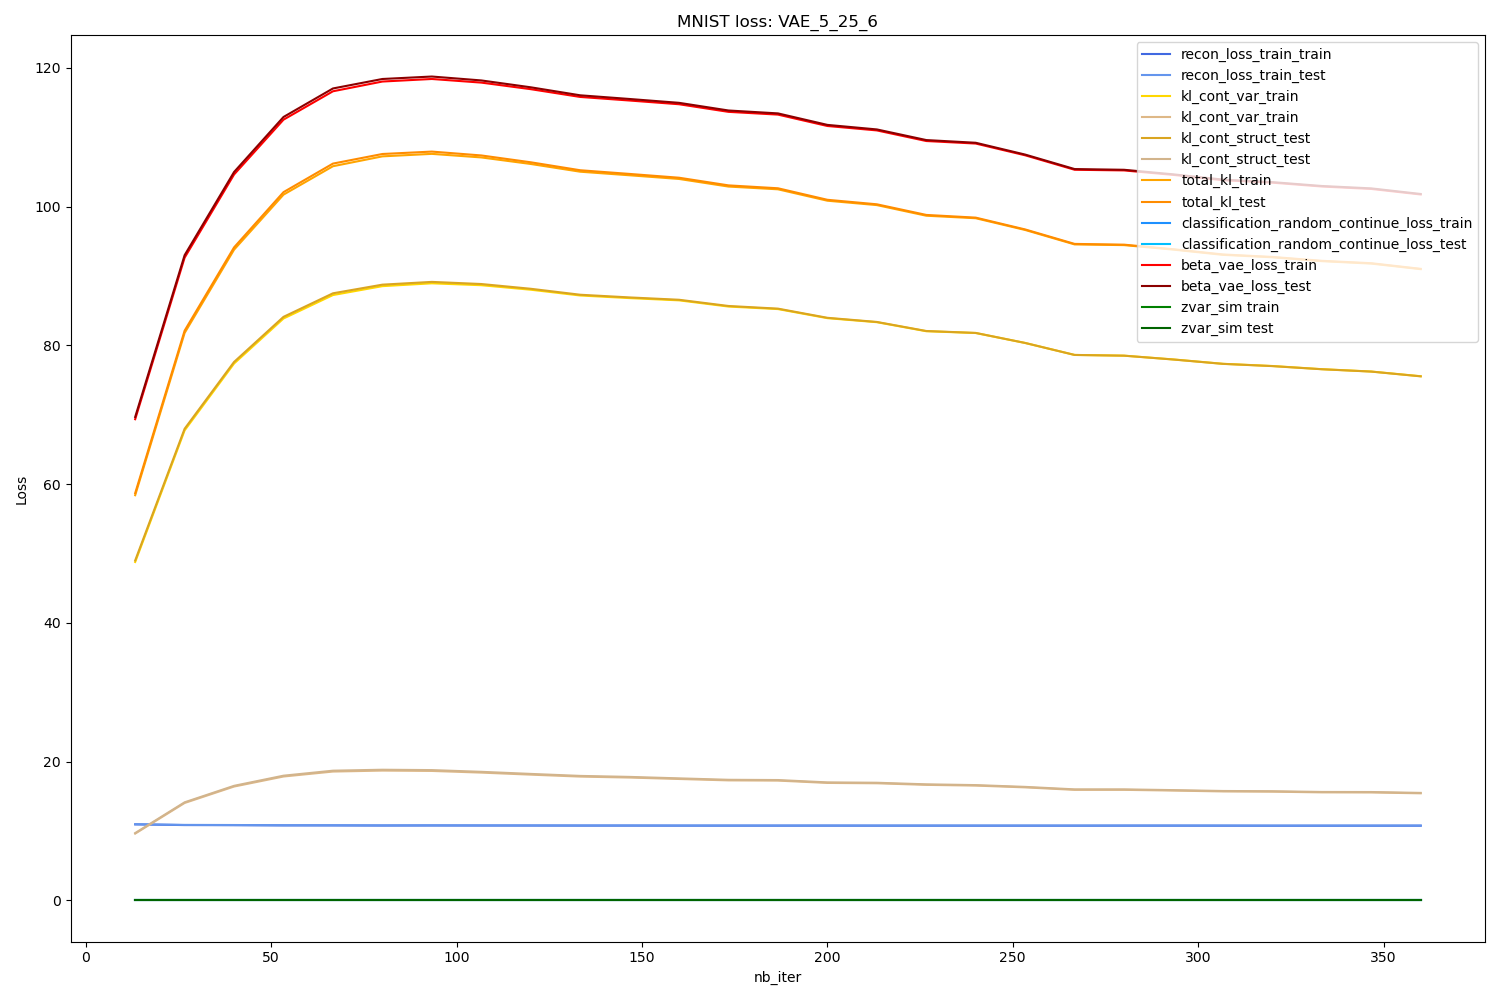 MNIST loss: VAE_5_25_6
recon_loss_train_train
recon_loss_train_test
kl_cont_var_train
kl_cont_var_train
kl_cont_struct_test
kl_cont_struct_test
total_kl_train
total_kl_test
classification_random_continue_loss_train
classification_random_continue_loss_test
beta_vae_loss_train
beta_vae_loss_test
zvar_sim train
zvar_sim test
120
100
80
60
40
20
0
Loss
0
50
100
150
200
250
300
350
nb_iter